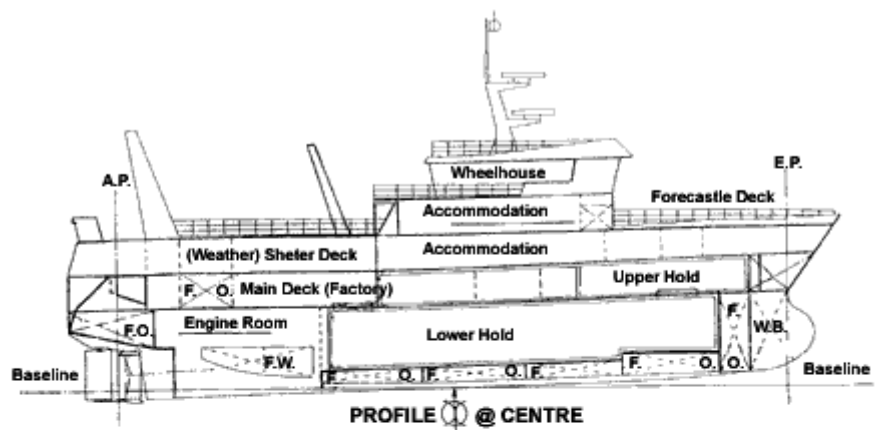 E.P.
A.P.
Wheelhouse
Forecastle Deck
Accommodation
(Weather) Sheter Deck Accommodation
Upper Hold
F. O. Main Deck (Factory)
F.
F.O. Engine Room Lower Hold W.B.
F.W. F. O. O.
Baseline F. O. F. O. F. Baseline
PROFILE @ CENTRE